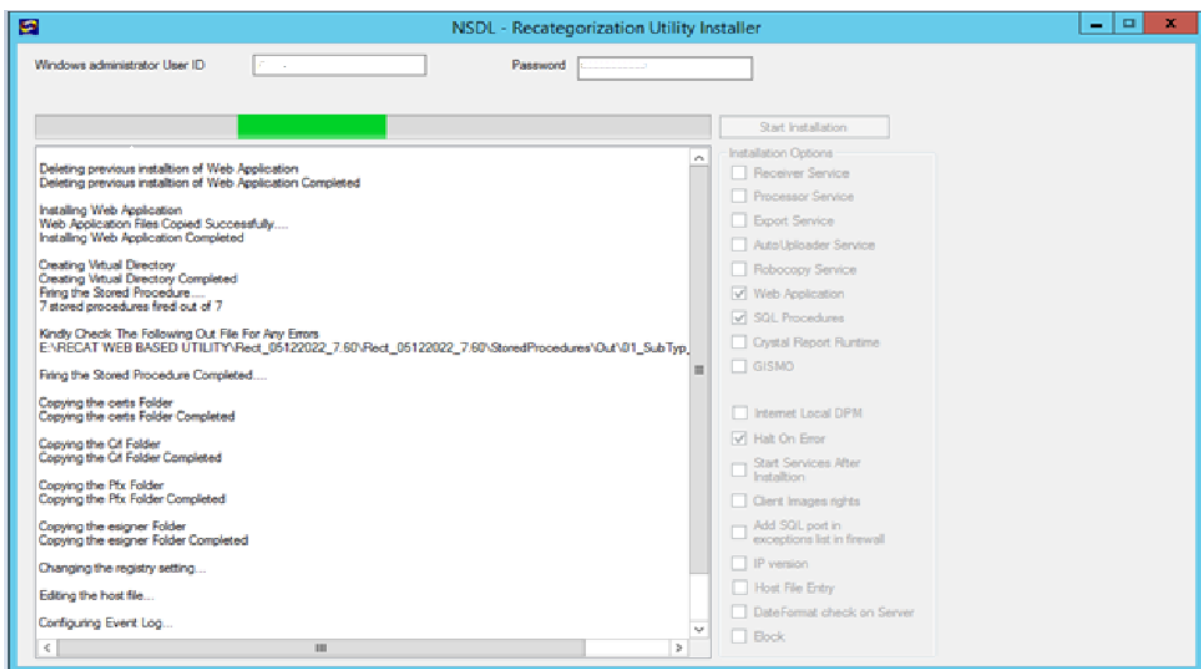 NSDL - Recategorization Utility Installer
Windows administrator User ID
Password
Start Installation
Deleting previous installtion of Web Application
Deleting previous installtion of Web Application Completed
Installing Web Application
Web Application Files Copied Successfully....
Installing Web Application Completed
Creating Virtual Directory
Creating Virtual Directory Completed
Firing the Stored Procedure....
7 stored procedures fired out of 7
Kindly Check The Following Out File For Any Errors
E:\RECAT WEB BASED UTILITY\Rect_05122022_7.60\Rect_05122022_7.60\StoredProcedures\Out\01_SubTyp_
Firing the Stored Procedure Completed....
Copying the certs Folder
Copying the certs Folder Completed
Copying the Cif Folder
Copying the Cif Folder Completed
Copying the Pfx Folder
Copying the Pfx Folder Completed
Copying the esigner Folder
Copying the esigner Folder Completed
Changing the registry setting...
Editing the host file...
Configuring Event Log...
Installation Options
Receiver Service
Processor Service
Export Service
AutoUploader Service
Robocopy Service
Web Application
SQL Procedures
Crystal Report Runtime
GISMO
Internet Local DPM
Halt On Error
Start Services After
Installtion
Client Images rights
Add SQL port in
exceptions list in firewall
IP version
Host File Entry
DateFormat check on Server
Block